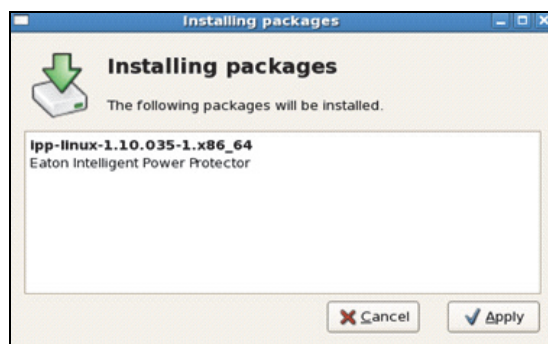 Installing packages
Installing packages
The following packages will be installed.
ipp-linux-1.10.035-1.x86_64
Eaton Intelligent Power Protector
Cancel
Apply